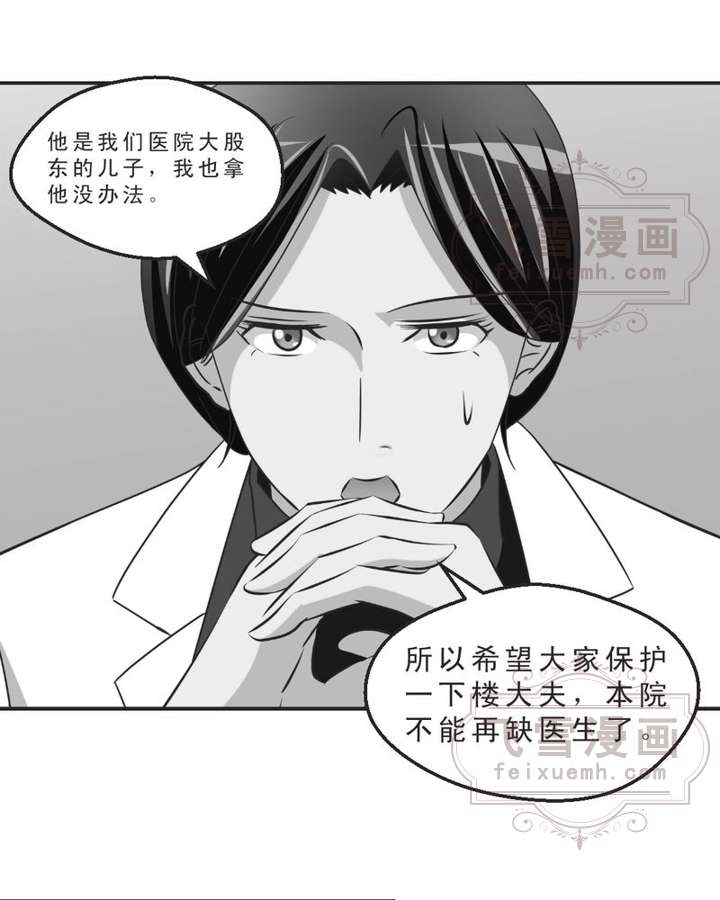 他是我们医院大股
东的儿子，我也拿
他没办法。
飞雪漫画
feixuemh.com
所以希望大家保护
一下楼大夫，本院
不能再缺医生了。
飞雪漫画
feixuemh.com